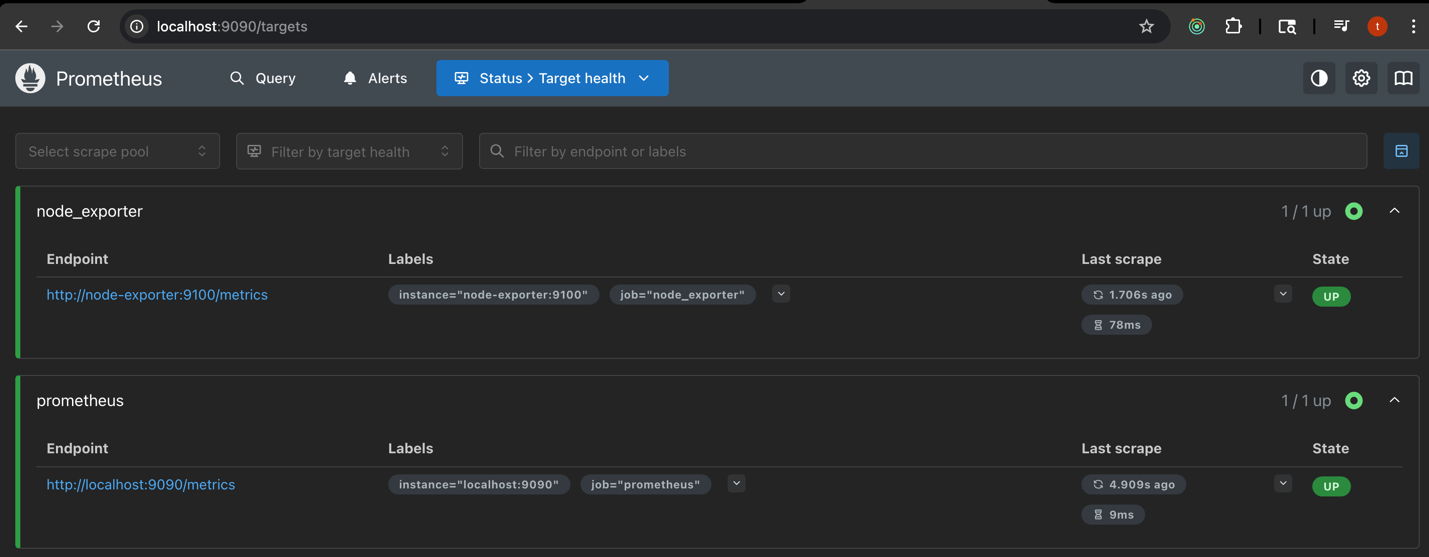 localhost:9090/targets
t
Prometheus
Query
Alerts
Status > Target health
Select scrape pool
Filter by target health
Filter by endpoint or labels
node_exporter
1 / 1 up
Endpoint Labels Last scrape State
http://node-exporter:9100/metrics instance="node-exporter:9100" job="node_exporter" 1.706s ago UP
78ms
prometheus
1 / 1 up
Endpoint Labels Last scrape State
http://localhost:9090/metrics instance="localhost:9090" job="prometheus" 4.909s ago UP
9ms